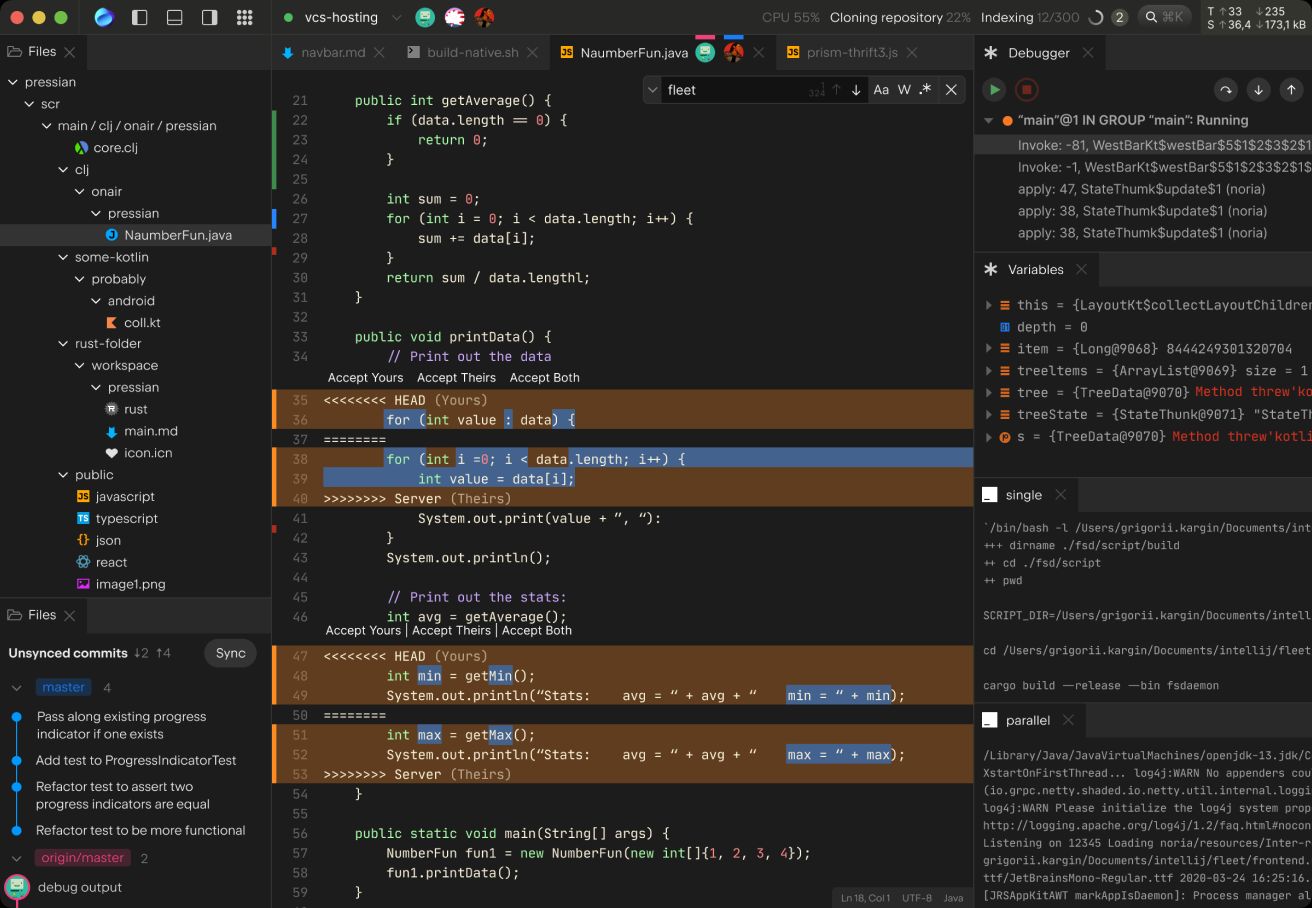 vcs-hosting
CPU 55% Cloning repository 22% Indexing 12/300 2
⌘K
T ↑33 ↓235
S ↑36,4 ↓173,1 kB
Files
pressian
scr
main / clj / onair / pressian
core.clj
clj
onair
pressian
NaumberFun.java
some-kotlin
probably
android
coll.kt
rust-folder
workspace
pressian
rust
main.md
icon.icn
public
JS javascript
TS typescript
{} json
react
image1.png
Files
Unsynced commits ↓2 ↑4
Sync
master 4
Pass along existing progress
indicator if one exists
Add test to ProgressIndicatorTest
Refactor test to assert two
progress indicators are equal
Refactor test to be more functional
origin/master 2
debug output
navbar.md
build-native.sh
JS NaumberFun.java
JS prism-thrift3.js
fleet 1 324 ↑ ↓ Aa W .*
21 public int getAverage() {
22 if (data.length == 0) {
23 return 0;
24 }
25
26 int sum = 0;
27 for (int i = 0; i < data.length; i++) {
28 sum += data[i];
29 }
30 return sum / data.lengthl;
31 }
32
33 public void printData() {
34 // Print out the data
Accept Yours Accept Theirs Accept Both
35 <<<<<<<< HEAD (Yours)
36 for (int value : data) {
37 ========
38 for (int i =0; i < data.length; i++) {
39 int value = data[i];
40 >>>>>>>> Server (Theirs)
41 System.out.print(value + ”, “):
42 }
43 System.out.println();
44
45 // Print out the stats:
46 int avg = getAverage();
Accept Yours | Accept Theirs | Accept Both
47 <<<<<<<< HEAD (Yours)
48 int min = getMin();
49 System.out.println(“Stats: avg = “ + avg + “ min = “ + min);
50 ========
51 int max = getMax();
52 System.out.println(“Stats: avg = “ + avg + “ max = “ + max);
53 >>>>>>>> Server (Theirs)
54 }
55
56 public static void main(String[] args) {
57 NumberFun fun1 = new NumberFun(new int[]{1, 2, 3, 4});
58 fun1.printData();
59 }
Ln 18, Col 1 UTF-8 Java
Debugger
“main”@1 IN GROUP “main”: Running
Invoke: -81, WestBarKt$westBar$5$1$2$3$2$1
Invoke: -1, WestBarKt$westBar$5$1$2$3$2$1$
apply: 47, StateThumk$update$1 (noria)
apply: 38, StateThumk$update$1 (noria)
apply: 38, StateThumk$update$1 (noria)
Variables
this = {LayoutKt$collectLayoutChildren
depth = 0
item = {Long@9068} 8444249301320704
treeltems = {ArrayList@9069} size = 1
tree = {TreeData@9070} Method threw'ko
treeState = {StateThunk@9071} "StateTh
s = {TreeData@9070} Method threw'kotli
single
`/bin/bash -l /Users/grigorii.kargin/Documents/int
+++ dirname ./fsd/script/build
++ cd ./fsd/script
++ pwd
SCRIPT_DIR=/Users/grigorii.kargin/Documents/intell
cd /Users/grigorii.kargin/Documents/intellij/fleet
cargo build —release —bin fsdaemon
parallel
/Library/Java/JavaVirtualMachines/openjdk-13.jdk/C
XstartOnFirstThread... log4j:WARN No appenders cou
(io.grpc.netty.shaded.io.netty.util.internal.loggi
log4j:WARN Please initialize the log4j system prop
http://logging.apache.org/log4j/1.2/faq.html#nocon
Listening on 12345 Loading noria/resources/Inter-r
grigorii.kargin/Documents/intellij/fleet/frontend.
ttf/JetBrainsMono-Regular.ttf 2020-03-24 16:25:16.
[JRSAppKitAWT markAppIsDaemon]: Process manager al